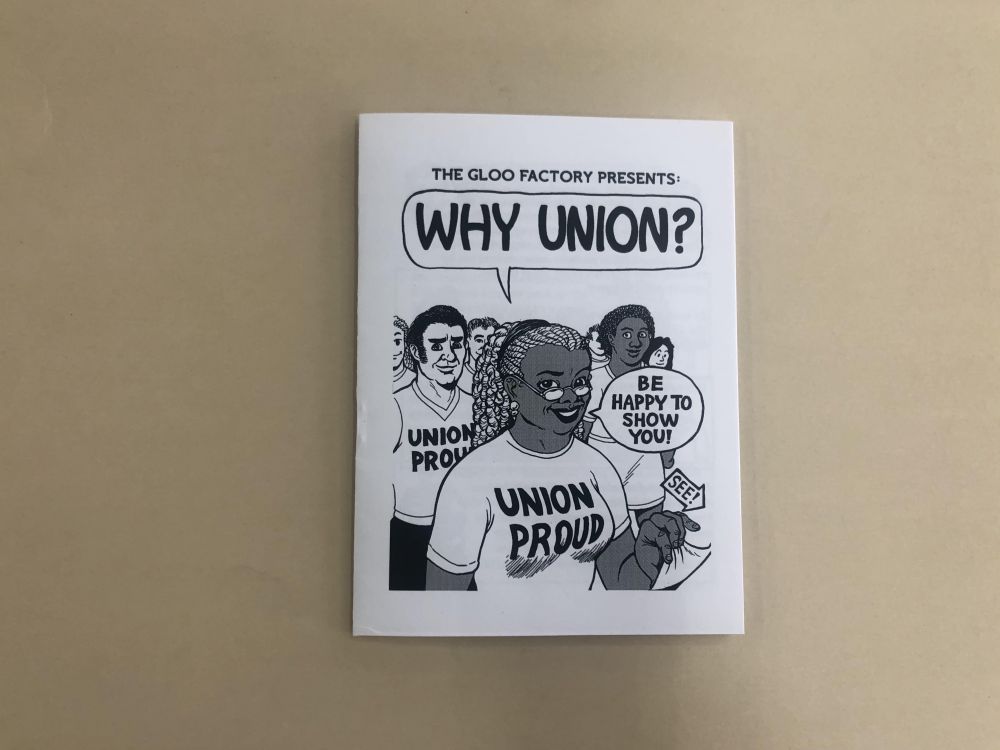 THE GLOO FACTORY PRESENTS:
WHY UNION?
UNION
PROU
BE
HAPPY TO
SHOW
YOU!
SEE!
UNION
PROUD